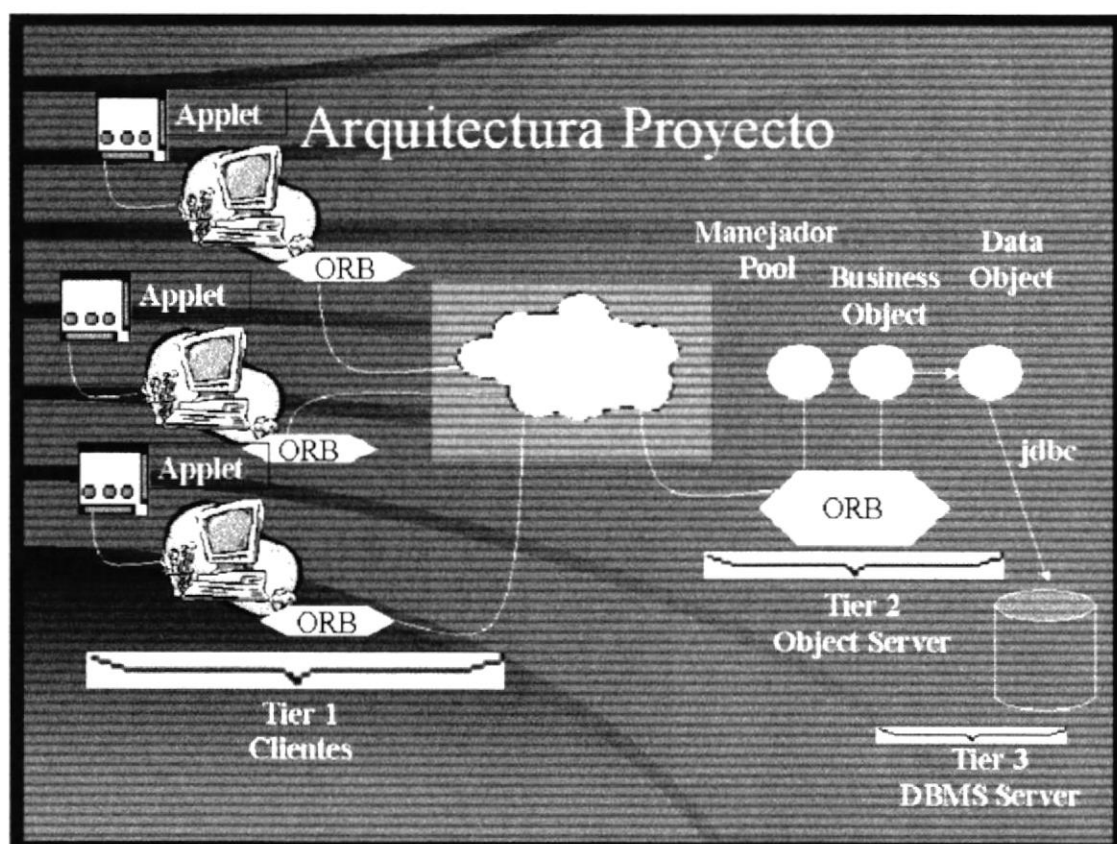 Applet
Arquitectura Proyecto
ORB
Manejador
Pool
Business
Object
Data
Object
Applet
ORB
Applet
ORB
jdbc
ORB
Tier 1
Clientes
Tier 2
Object Server
Tier 3
DBMS Server